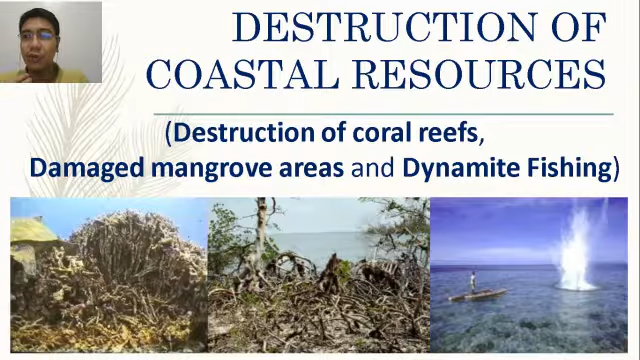 DESTRUCTION OF
COASTAL RESOURCES
(Destruction of coral reefs,
Damaged mangrove areas and Dynamite Fishing)